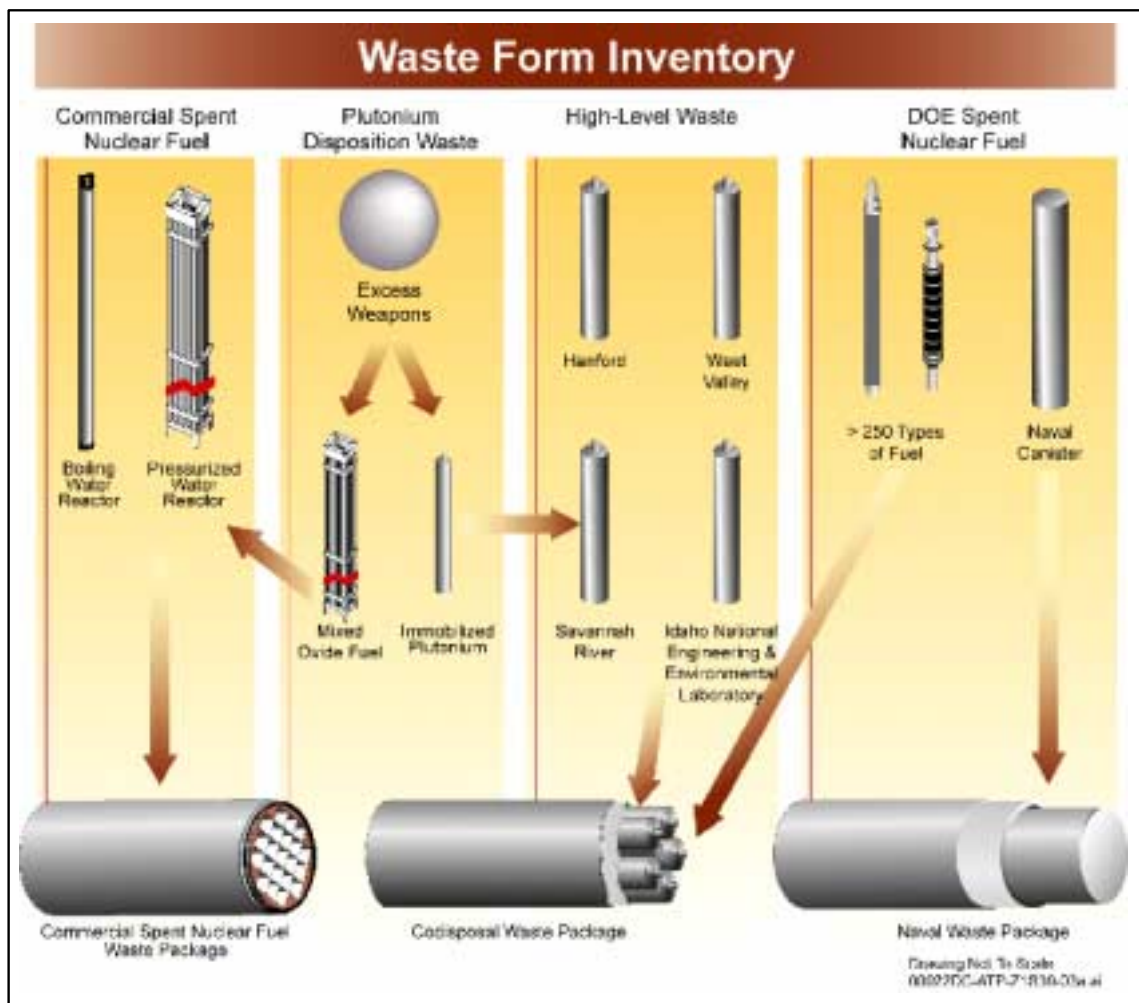 Waste Form Inventory
Commercial Spent
Nuclear Fuel
Plutonium
Disposition Waste
High-Level Waste
DOE Spent
Nuclear Fuel
Boiling
Water
Reactor
Pressurized
Water
Reactor
Excess
Weapons
Mixed
Oxide Fuel
Immobilized
Plutonium
Hanford
West
Valley
Savannah
River
Idaho National
Engineering &
Environmental
Laboratory
> 250 Types
of Fuel
Naval
Canister
Commercial Spent Nuclear Fuel
Waste Package
Codisposal Waste Package
Naval Waste Package
Drawing Not To Scale